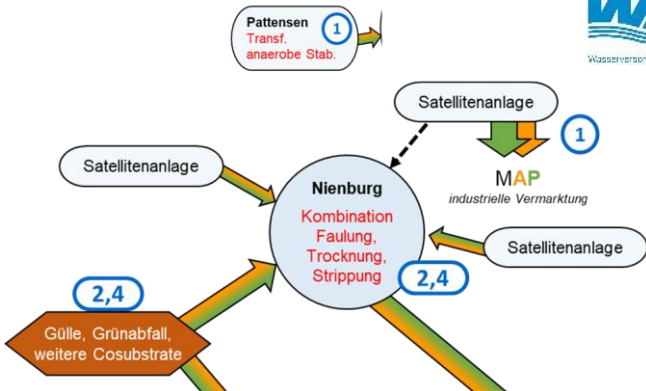 Pattensen
Transf.
anaerobe Stab.
1
Wasserversor
Satellitenanlage
1
MAP
industrielle Vermarktung
Satellitenanlage
Nienburg
Kombination
Faulung,
Trocknung,
Strippung
2,4
Satellitenanlage
2,4
Gülle, Grünabfall,
weitere Cosubstrate